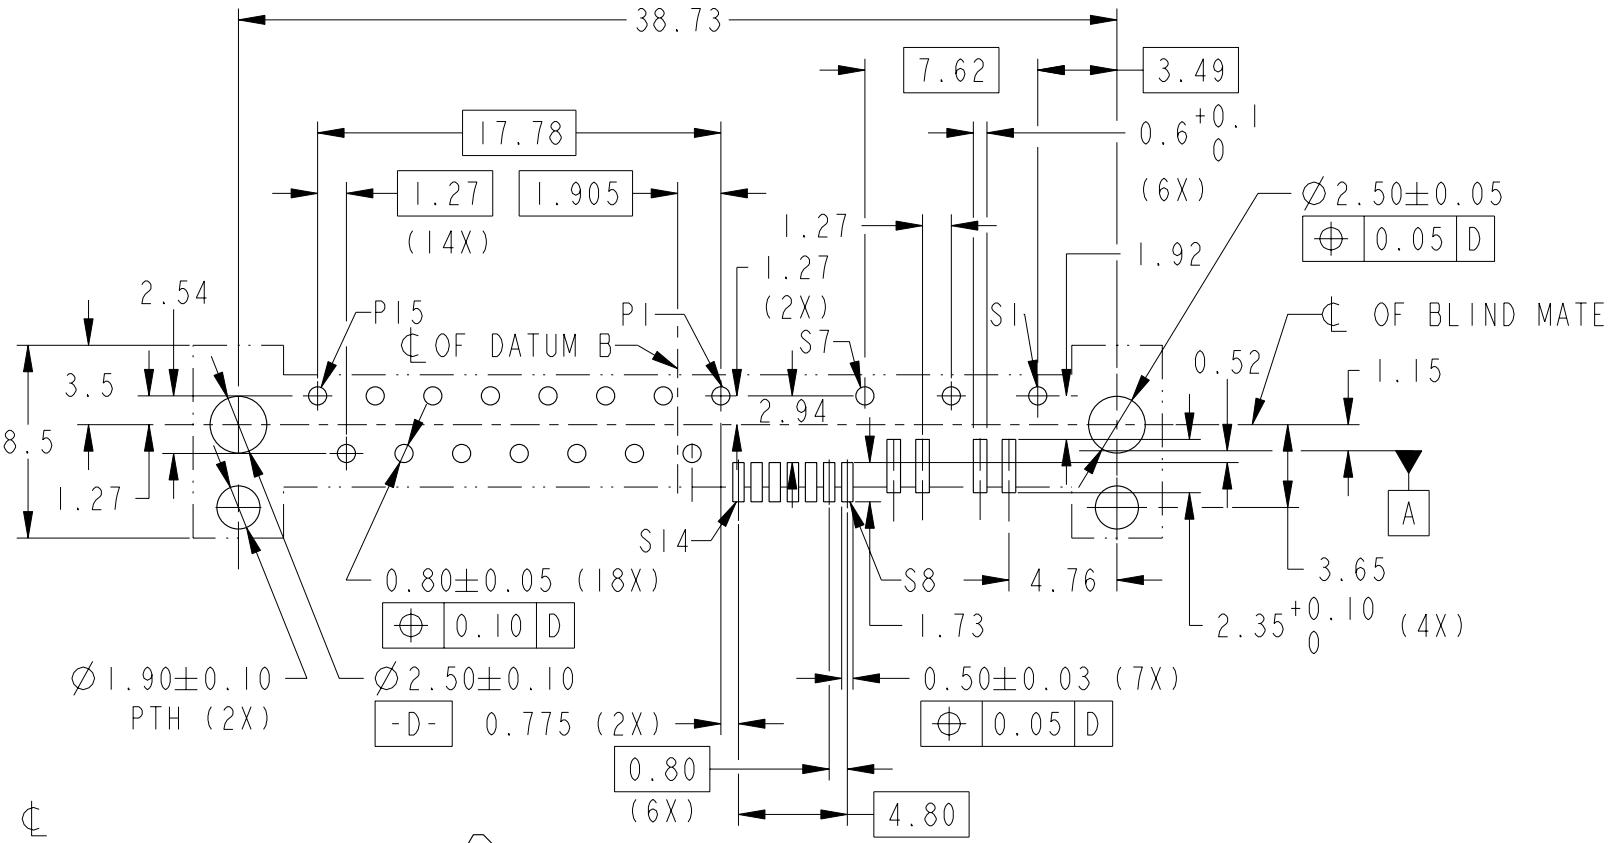 38.73
7.62
3.49
17.78
0.6 +0.1 0
(6X)
1.27
(14X)
1.905
Ø2.50±0.05
⌖ 0.05 D
1.27
1.27
(2X)
1.92
2.54
P15
P1
S7
S1
℄ OF BLIND MATE
℄ OF DATUM B
0.52
1.15
3.5
2.94
8.5
1.27
A
S14
0.80±0.05 (18X)
⌖ 0.10 D
S8
4.76
3.65
1.73
2.35 +0.10 0 (4X)
Ø1.90±0.10
PTH (2X)
Ø2.50±0.10
-D-
0.775 (2X)
0.50±0.03 (7X)
⌖ 0.05 D
0.80
(6X)
4.80
℄